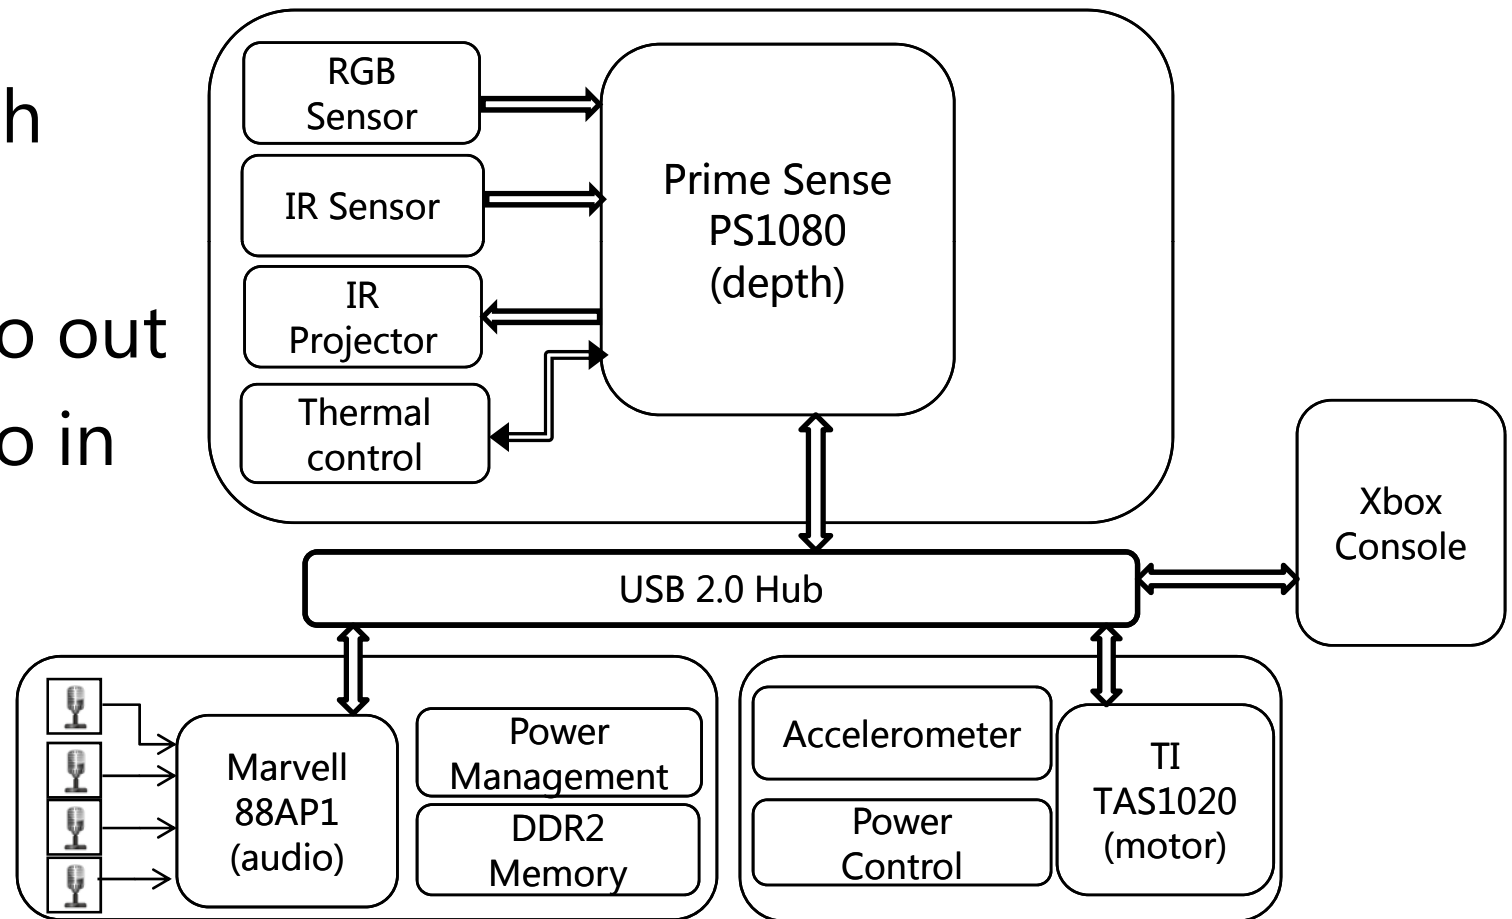 h
o out
o in
RGB
Sensor
IR Sensor
IR
Projector
Thermal
control
Prime Sense
PS1080
(depth)
Xbox
Console
USB 2.0 Hub
Marvell
88AP1
(audio)
Power
Management
DDR2
Memory
Accelerometer
Power
Control
TI
TAS1020
(motor)